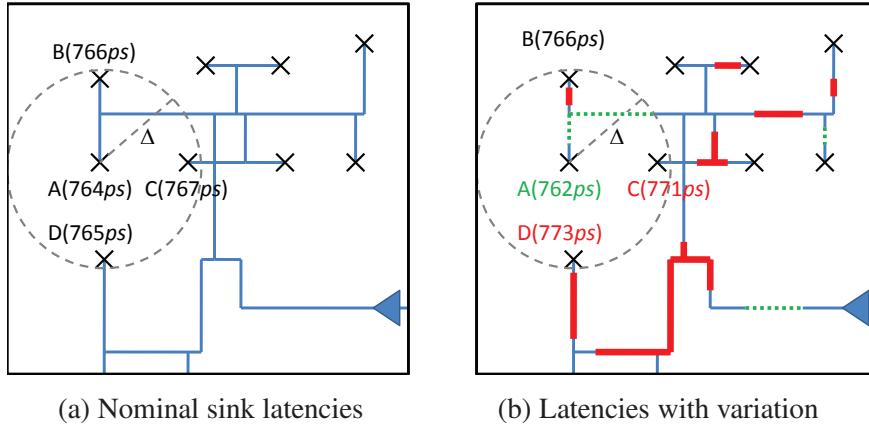 B(766ps)
Δ
A(764ps) C(767ps)
D(765ps)
(a) Nominal sink latencies
B(766ps)
Δ
A(762ps) C(771ps)
D(773ps)
(b) Latencies with variation